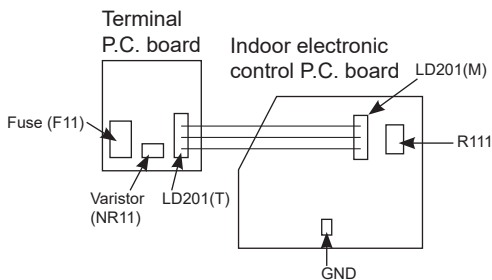 Terminal
P.C. board
Indoor electronic
control P.C. board
LD201(M)
Fuse (F11)
R111
Varistor
(NR11)
LD201(T)
GND